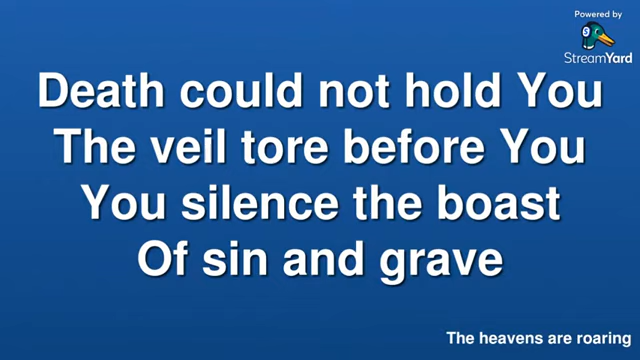 Powered by
StreamYard
Death could not hold You
The veil tore before You
You silence the boast
Of sin and grave
The heavens are roaring